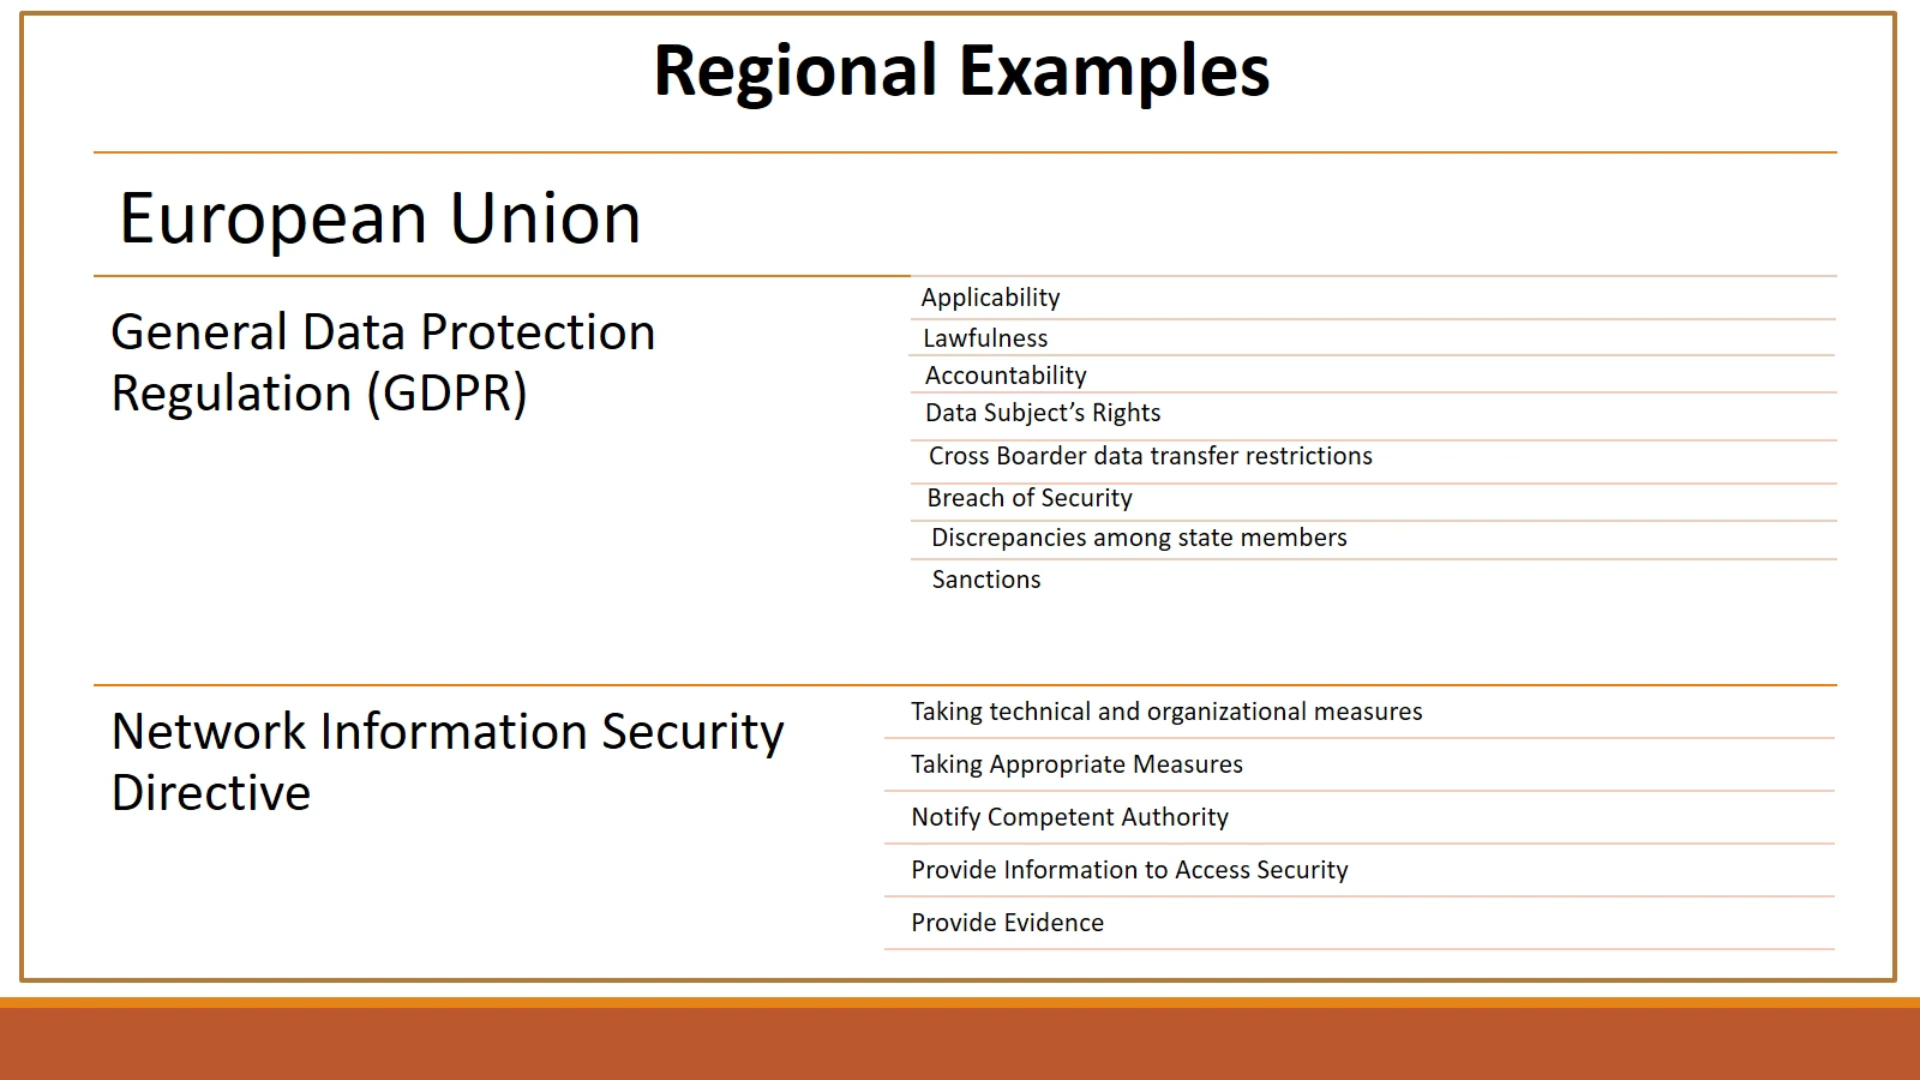 Regional Examples
European Union
General Data Protection
Regulation (GDPR)
Applicability
Lawfulness
Accountability
Data Subject’s Rights
Cross Boarder data transfer restrictions
Breach of Security
Discrepancies among state members
Sanctions
Network Information Security
Directive
Taking technical and organizational measures
Taking Appropriate Measures
Notify Competent Authority
Provide Information to Access Security
Provide Evidence